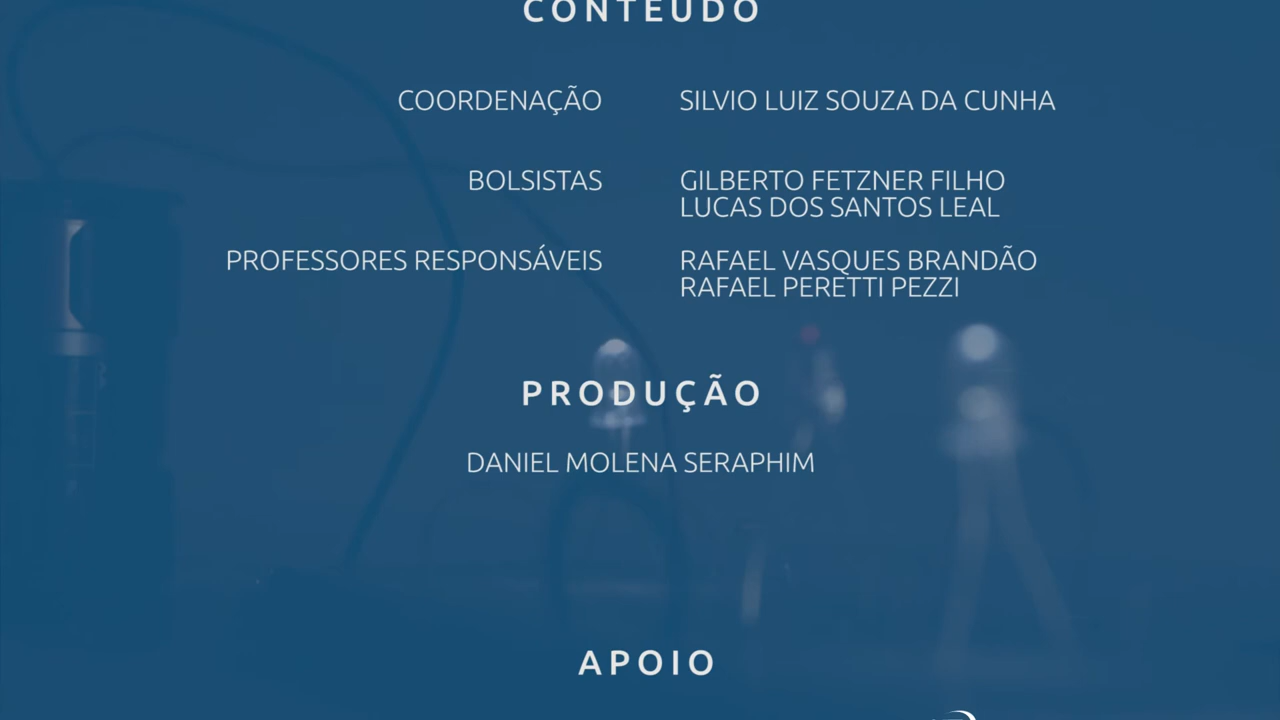 CONTEÚDO
COORDENAÇÃO SILVIO LUIZ SOUZA DA CUNHA
BOLSISTAS GILBERTO FETZNER FILHO
LUCAS DOS SANTOS LEAL
PROFESSORES RESPONSÁVEIS RAFAEL VASQUES BRANDÃO
RAFAEL PERETTI PEZZI
PRODUÇÃO
DANIEL MOLENA SERAPHIM
APOIO